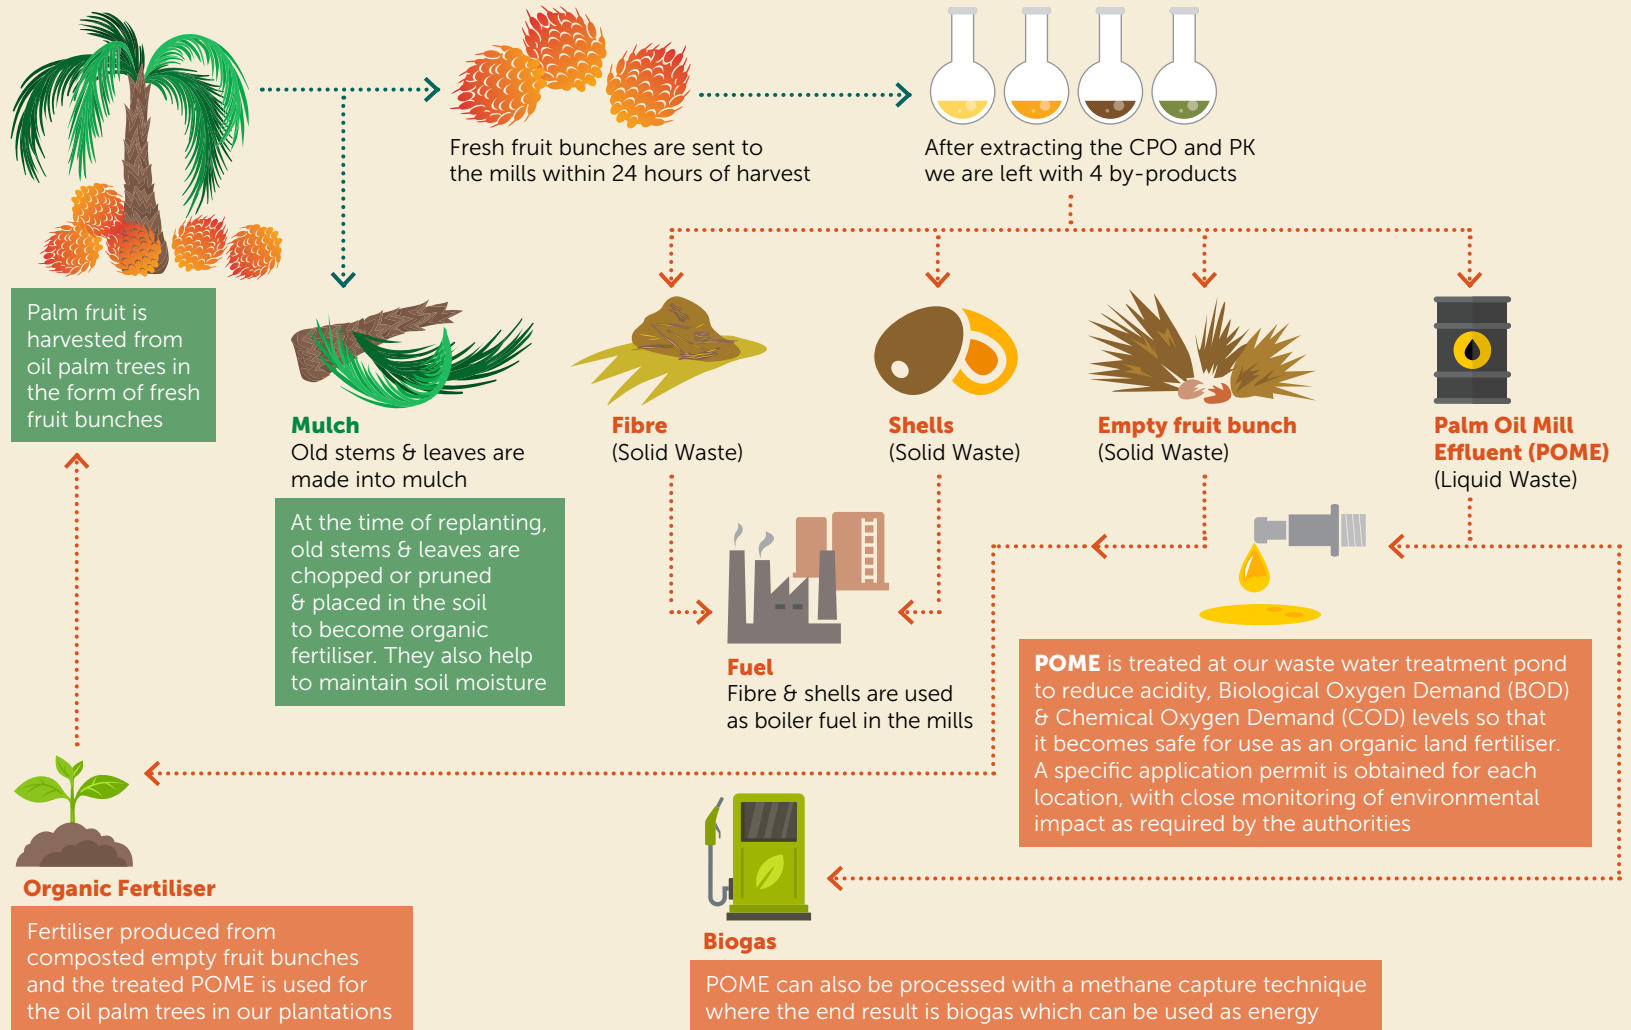 Fresh fruit bunches are sent to
the mills within 24 hours of harvest
After extracting the CPO and PK
we are left with 4 by-products
Palm fruit is
harvested from
oil palm trees in
the form of fresh
fruit bunches
Mulch
Old stems & leaves are
made into mulch
At the time of replanting,
old stems & leaves are
chopped or pruned
& placed in the soil
to become organic
fertiliser. They also help
to maintain soil moisture
Fibre
(Solid Waste)
Shells
(Solid Waste)
Empty fruit bunch
(Solid Waste)
Palm Oil Mill
Effluent (POME)
(Liquid Waste)
Fuel
Fibre & shells are used
as boiler fuel in the mills
POME is treated at our waste water treatment pond
to reduce acidity, Biological Oxygen Demand (BOD)
& Chemical Oxygen Demand (COD) levels so that
it becomes safe for use as an organic land fertiliser.
A specific application permit is obtained for each
location, with close monitoring of environmental
impact as required by the authorities
Organic Fertiliser
Fertiliser produced from
composted empty fruit bunches
and the treated POME is used for
the oil palm trees in our plantations
Biogas
POME can also be processed with a methane capture technique
where the end result is biogas which can be used as energy